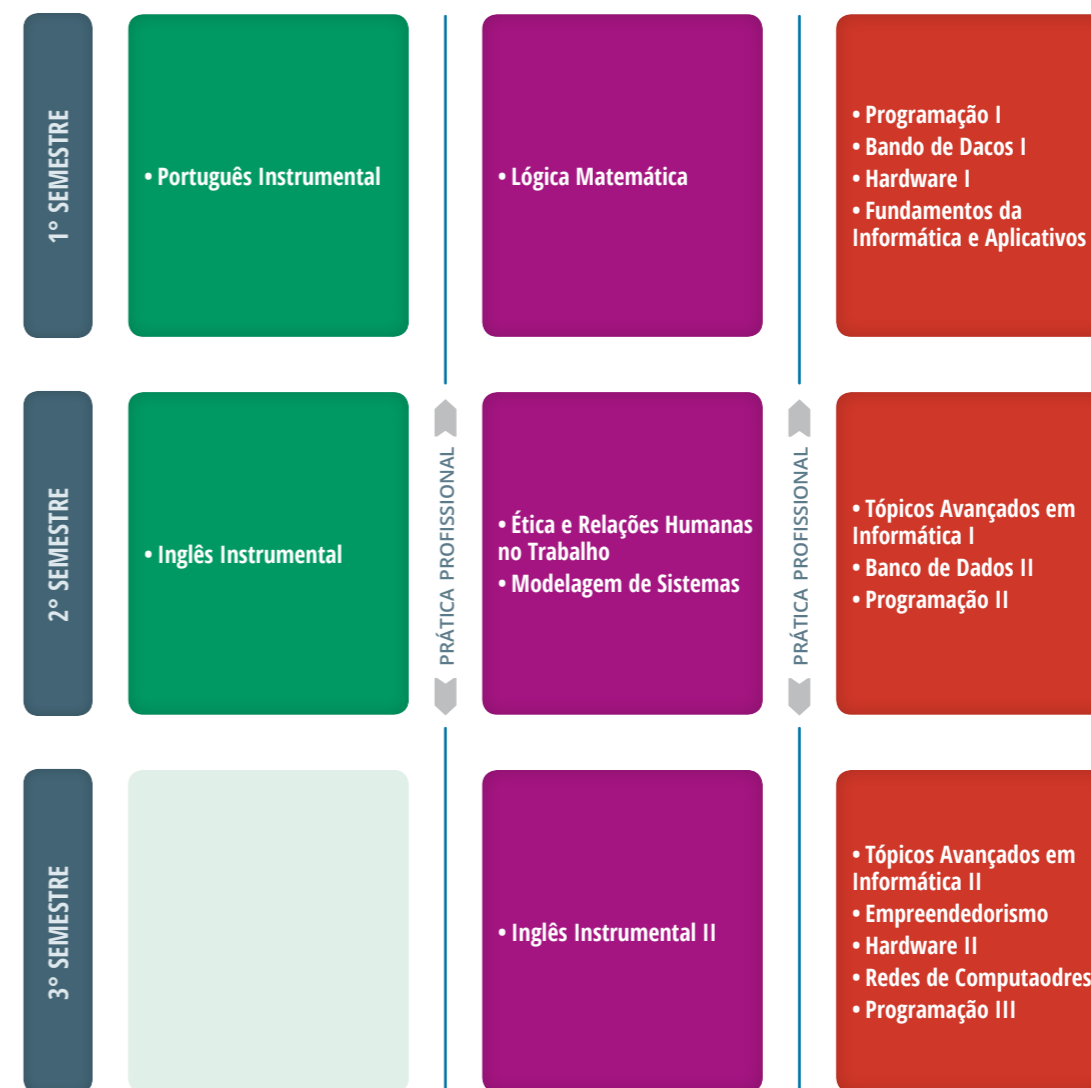 1° SEMESTRE
• Português Instrumental
• Lógica Matemática
• Programação I
• Bando de Dacos I
• Hardware I
• Fundamentos da
Informática e Aplicativos
2° SEMESTRE
• Inglês Instrumental
PRÁTICA PROFISSIONAL
• Ética e Relações Humanas
no Trabalho
• Modelagem de Sistemas
PRÁTICA PROFISSIONAL
• Tópicos Avançados em
Informática I
• Banco de Dados II
• Programação II
3° SEMESTRE
• Inglês Instrumental II
• Tópicos Avançados em
Informática II
• Empreendedorismo
• Hardware II
• Redes de Computaodres
• Programação III